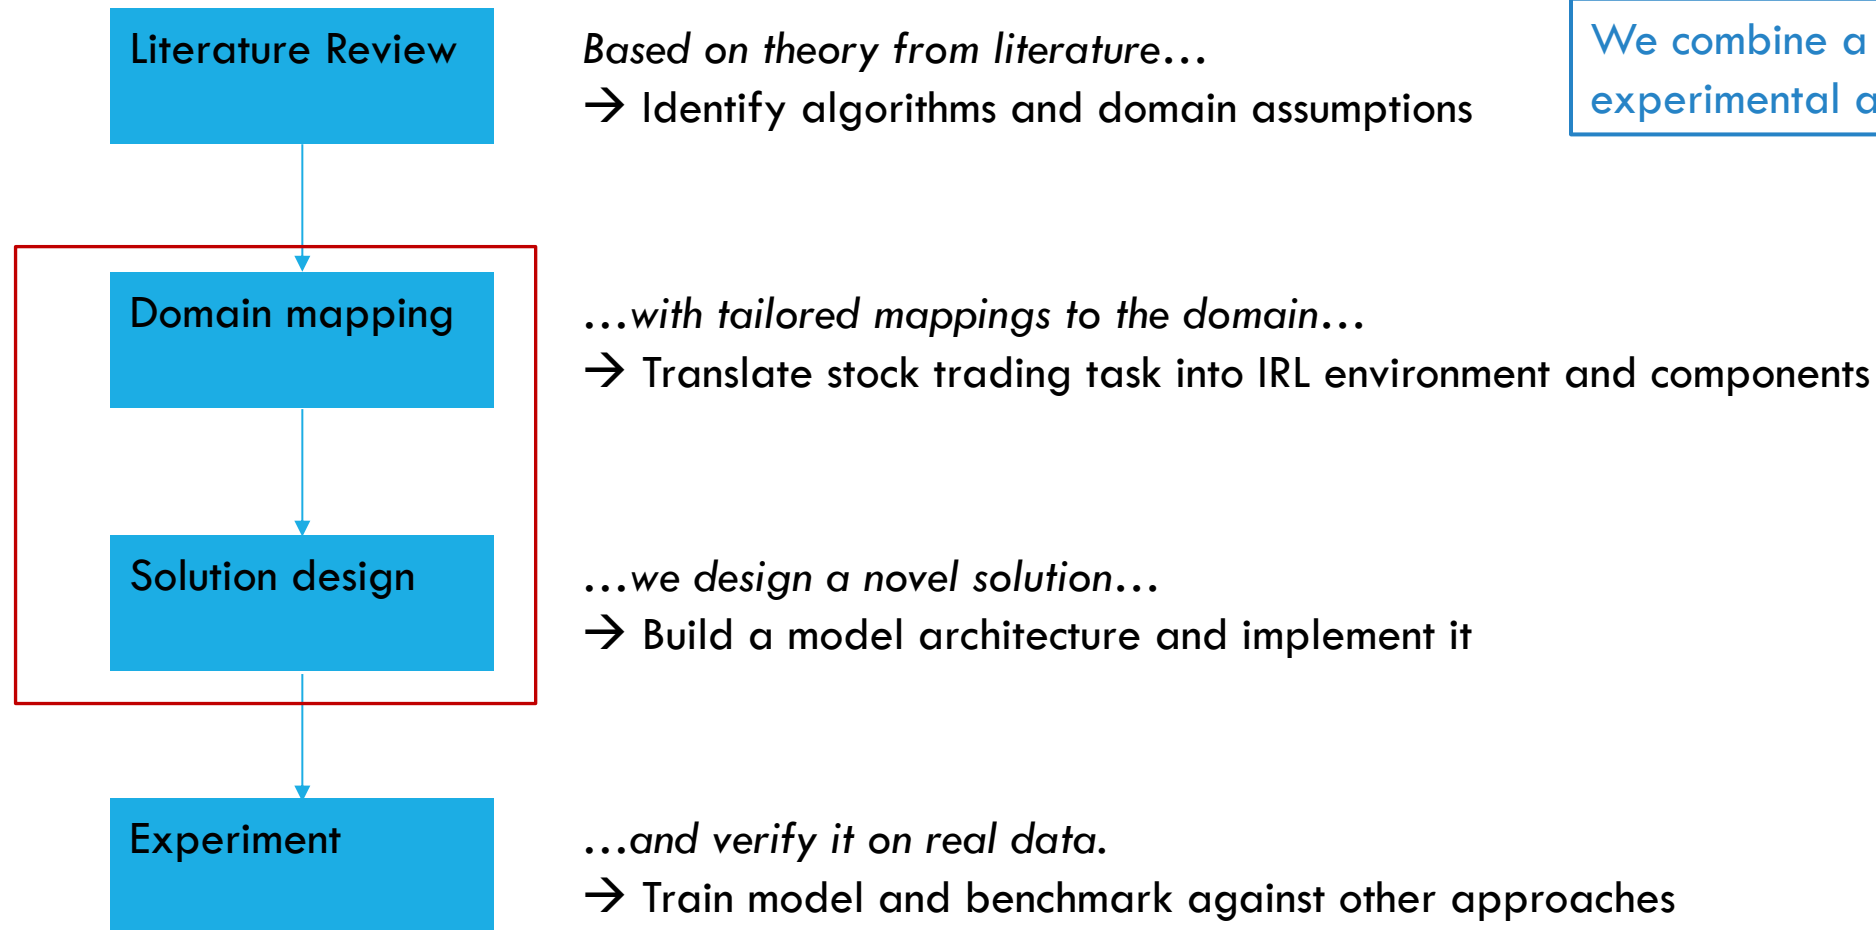 Literature Review
Based on theory from literature…
→ Identify algorithms and domain assumptions
We combine a
experimental a
Domain mapping
…with tailored mappings to the domain…
→ Translate stock trading task into IRL environment and components
Solution design
…we design a novel solution…
→ Build a model architecture and implement it
Experiment
…and verify it on real data.
→ Train model and benchmark against other approaches